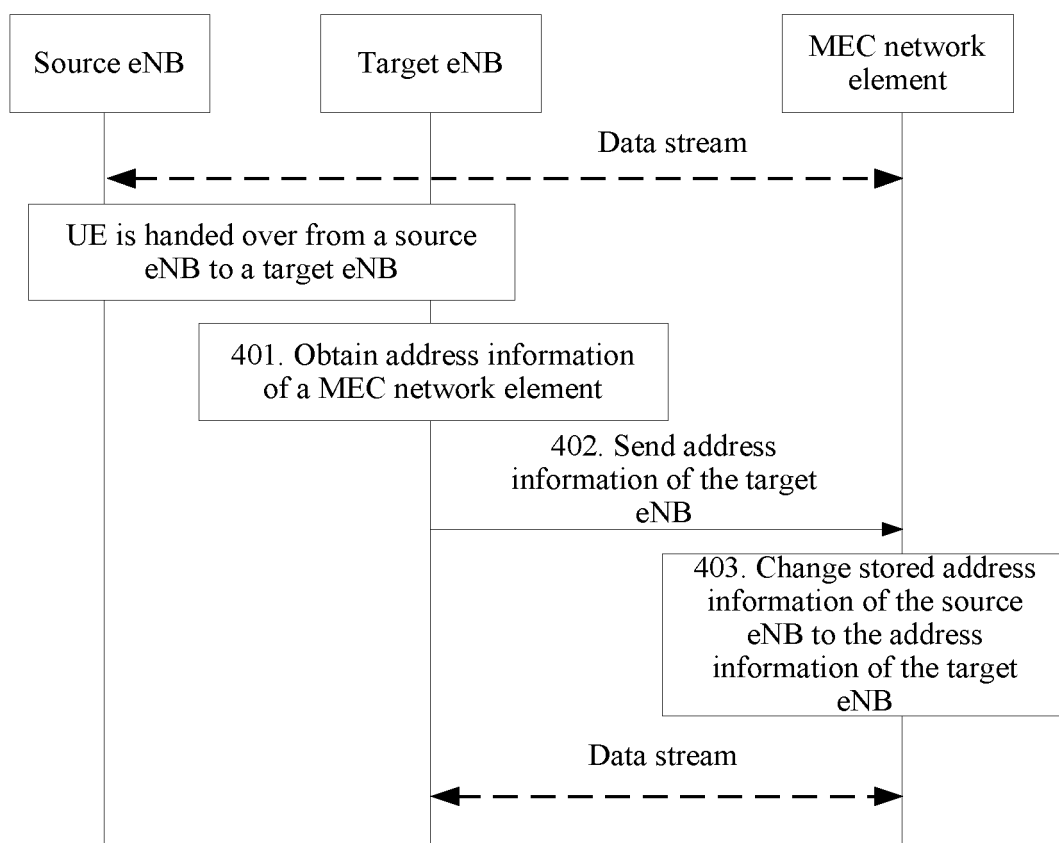 Source eNB
Target eNB
MEC network
element
Data stream
UE is handed over from a source
eNB to a target eNB
401. Obtain address information
of a MEC network element
402. Send address
information of the target
eNB
403. Change stored address
information of the source
eNB to the address
information of the target
eNB
Data stream